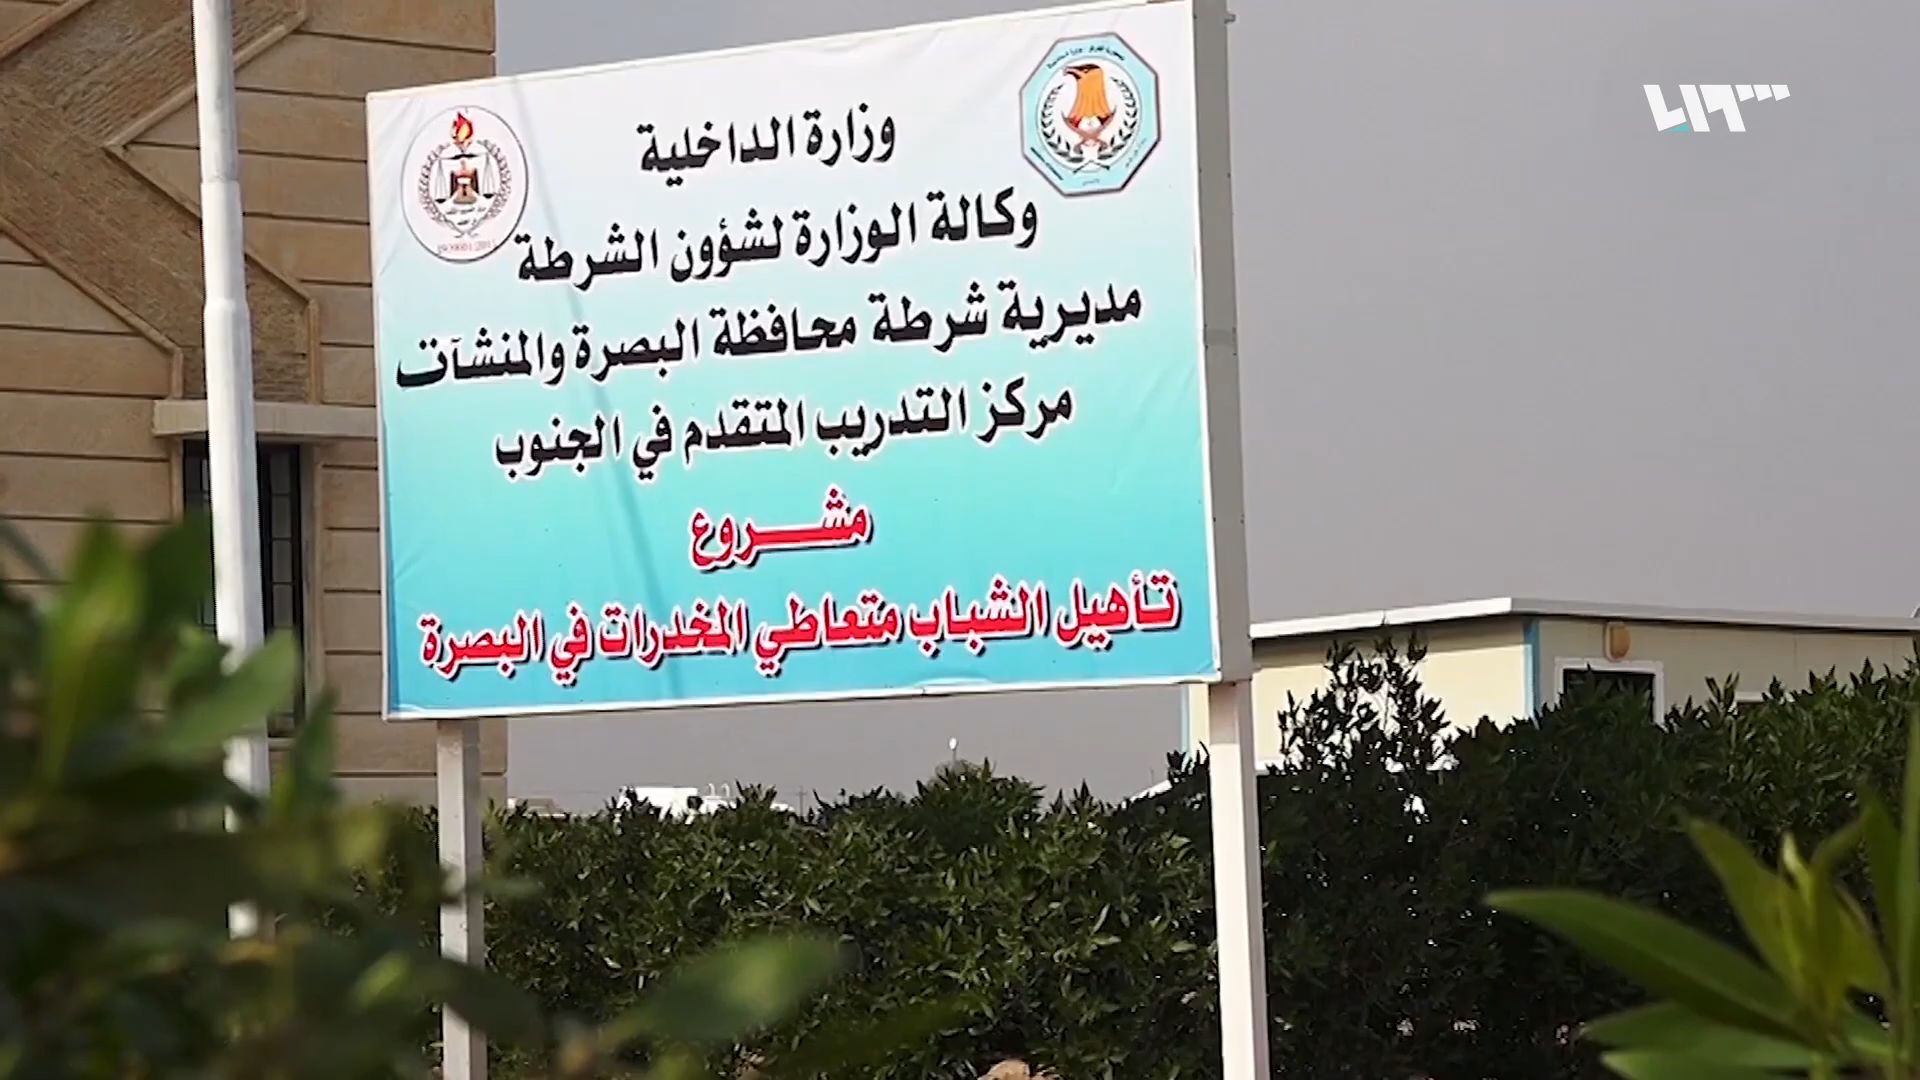 وزارة الداخلية
وكالة الوزارة لشؤون الشرطة
مديرية شرطة محافظة البصرة والمنشآت
مركز التدريب المتقدم في الجنوب
مشـــروع
تأهيل الشباب متعاطي المخدرات في البصرة